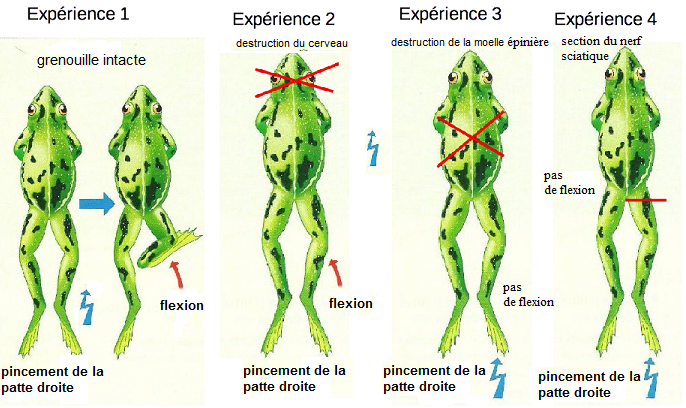 Expérience 1
grenouille intacte
flexion
pincement de la
patte droite
Expérience 2
destruction du cerveau
flexion
pincement de la
patte droite
Expérience 3
destruction de la moelle épinière
pas
de flexion
pincement de la
patte droite
Expérience 4
section du nerf
sciatique
pas
de flexion
pincement de la
patte droite